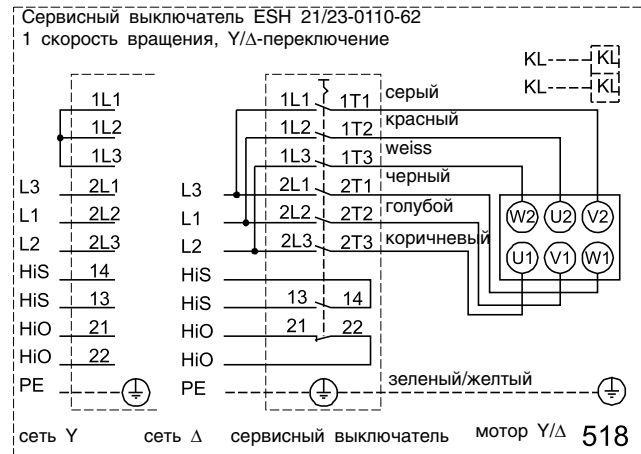 Сервисный выключатель ESH 21/23-0110-62
1 скорость вращения, Y/Δ-переключение
KL KL
KL KL
1L1 1L1 1T1 серый
1L2 1L2 1T2 красный
1L3 1L3 1T3 weiss
L3 2L1 L3 2L1 2T1 черный
L1 2L2 L1 2L2 2T2 голубой
L2 2L3 L2 2L3 2T3 коричневый
W2 U2 V2
U1 V1 W1
HiS 14 HiS
HiS 13 HiS 13 14
HiO 21 HiO 21 22
HiO 22 HiO
PE PE зеленый/желтый
сеть Y сеть Δ сервисный выключатель мотор Y/Δ 518